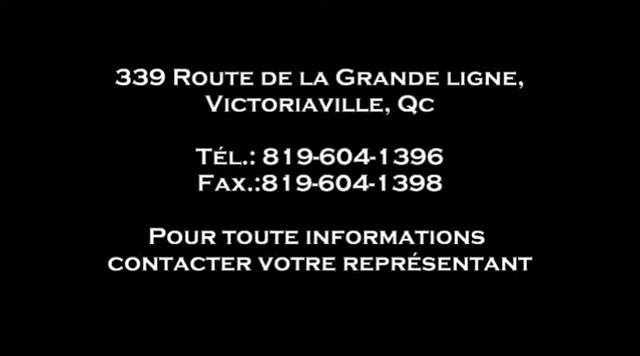 339 Route de la Grande ligne,
Victoriaville, Qc
Tél.: 819-604-1396
Fax.:819-604-1398
Pour toute informations
contacter votre représentant